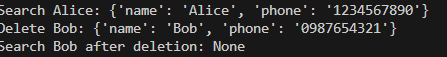 Search Alice: {'name': 'Alice', 'phone': '1234567890'}
Delete Bob: {'name': 'Bob', 'phone': '0987654321'}
Search Bob after deletion: None